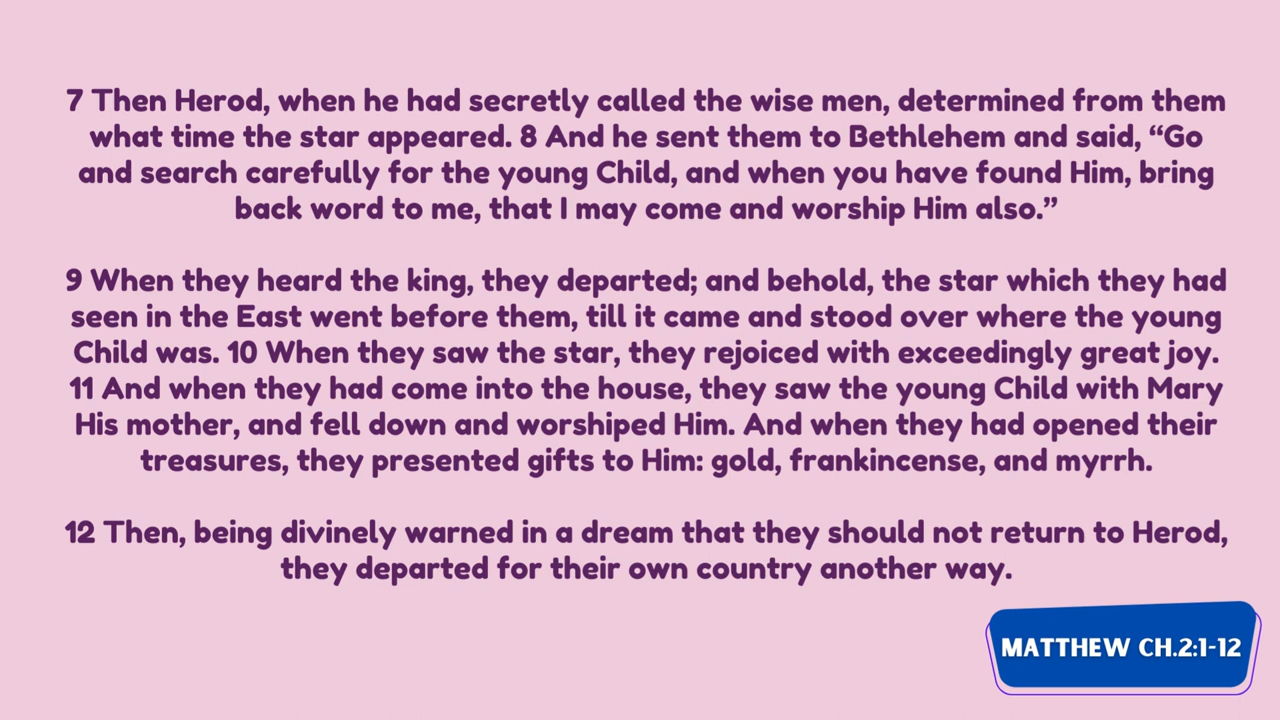 7 Then Herod, when he had secretly called the wise men, determined from them
what time the star appeared. 8 And he sent them to Bethlehem and said, “Go
and search carefully for the young Child, and when you have found Him, bring
back word to me, that I may come and worship Him also.”
9 When they heard the king, they departed; and behold, the star which they had
seen in the East went before them, till it came and stood over where the young
Child was. 10 When they saw the star, they rejoiced with exceedingly great joy.
11 And when they had come into the house, they saw the young Child with Mary
His mother, and fell down and worshiped Him. And when they had opened their
treasures, they presented gifts to Him: gold, frankincense, and myrrh.
12 Then, being divinely warned in a dream that they should not return to Herod,
they departed for their own country another way.
MATTHEW CH.2:1-12